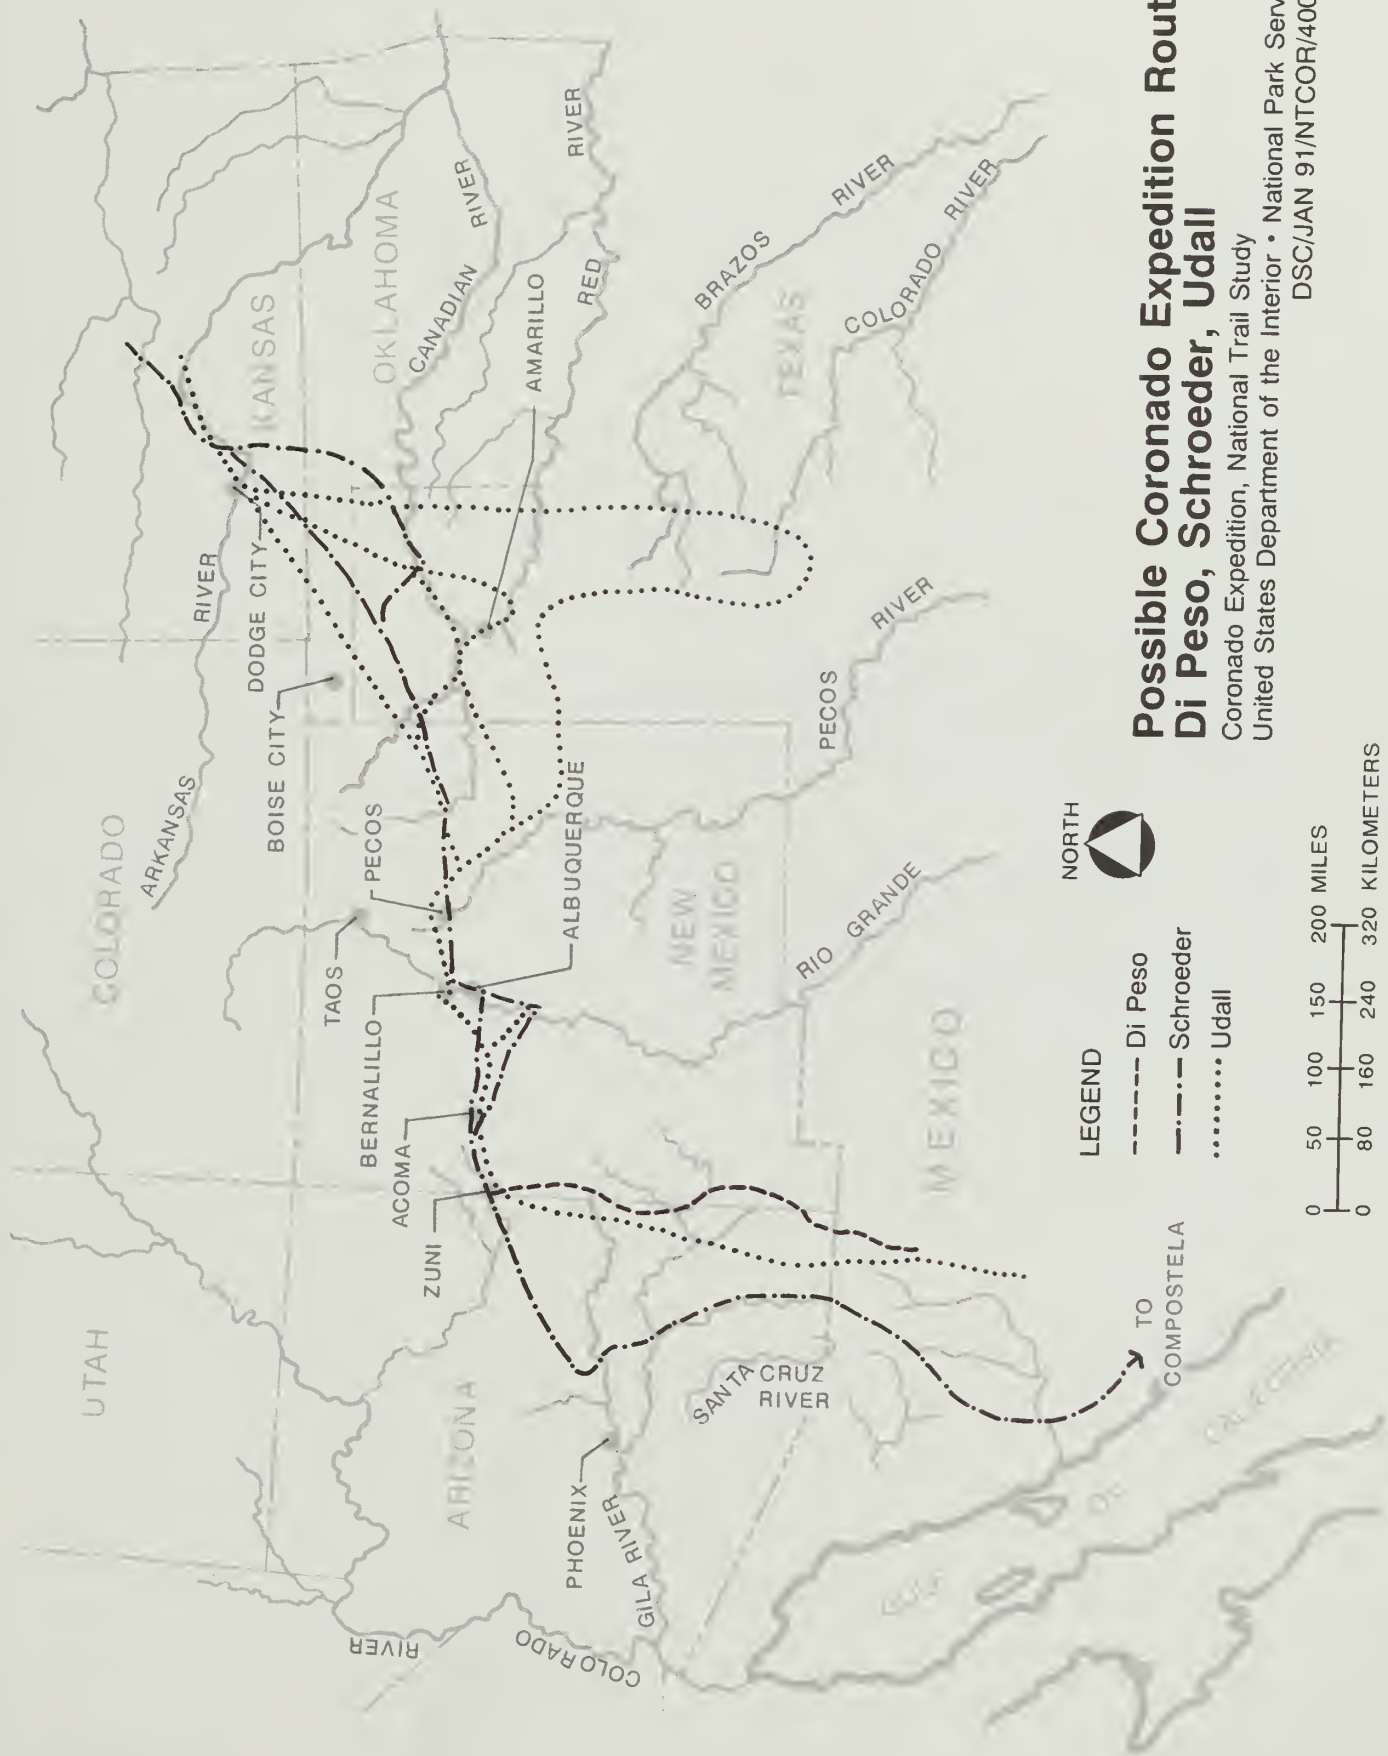 UTAH
COLORADO
ARKANSAS
RIVER
KANSAS
OKLAHOMA
CANADIAN
RIVER
RED
RIVER
BRAZOS
RIVER
TEXAS
COLORADO
RIVER
PECOS
RIVER
DODGE CITY
BOISE CITY
AMARILLO
TAOS
PECOS
BERNALILLO
ALBUQUERQUE
ACOMA
ZUNI
NEW
MEXICO
RIO GRANDE
ARIZONA
PHOENIX
GILA RIVER
COLORADO
RIVER
SANTA CRUZ
RIVER
MEXICO
GULF
OF
CALIFORNIA
TO
COMPOSTELA
LEGEND
Di Peso
Schroeder
Udall
NORTH
0 50 100 150 200 MILES
0 80 160 240 320 KILOMETERS
Possible Coronado Expedition Rout
Di Peso, Schroeder, Udall
Coronado Expedition, National Trail Study
United States Department of the Interior • National Park Serv
DSC/JAN 91/NTCOR/400